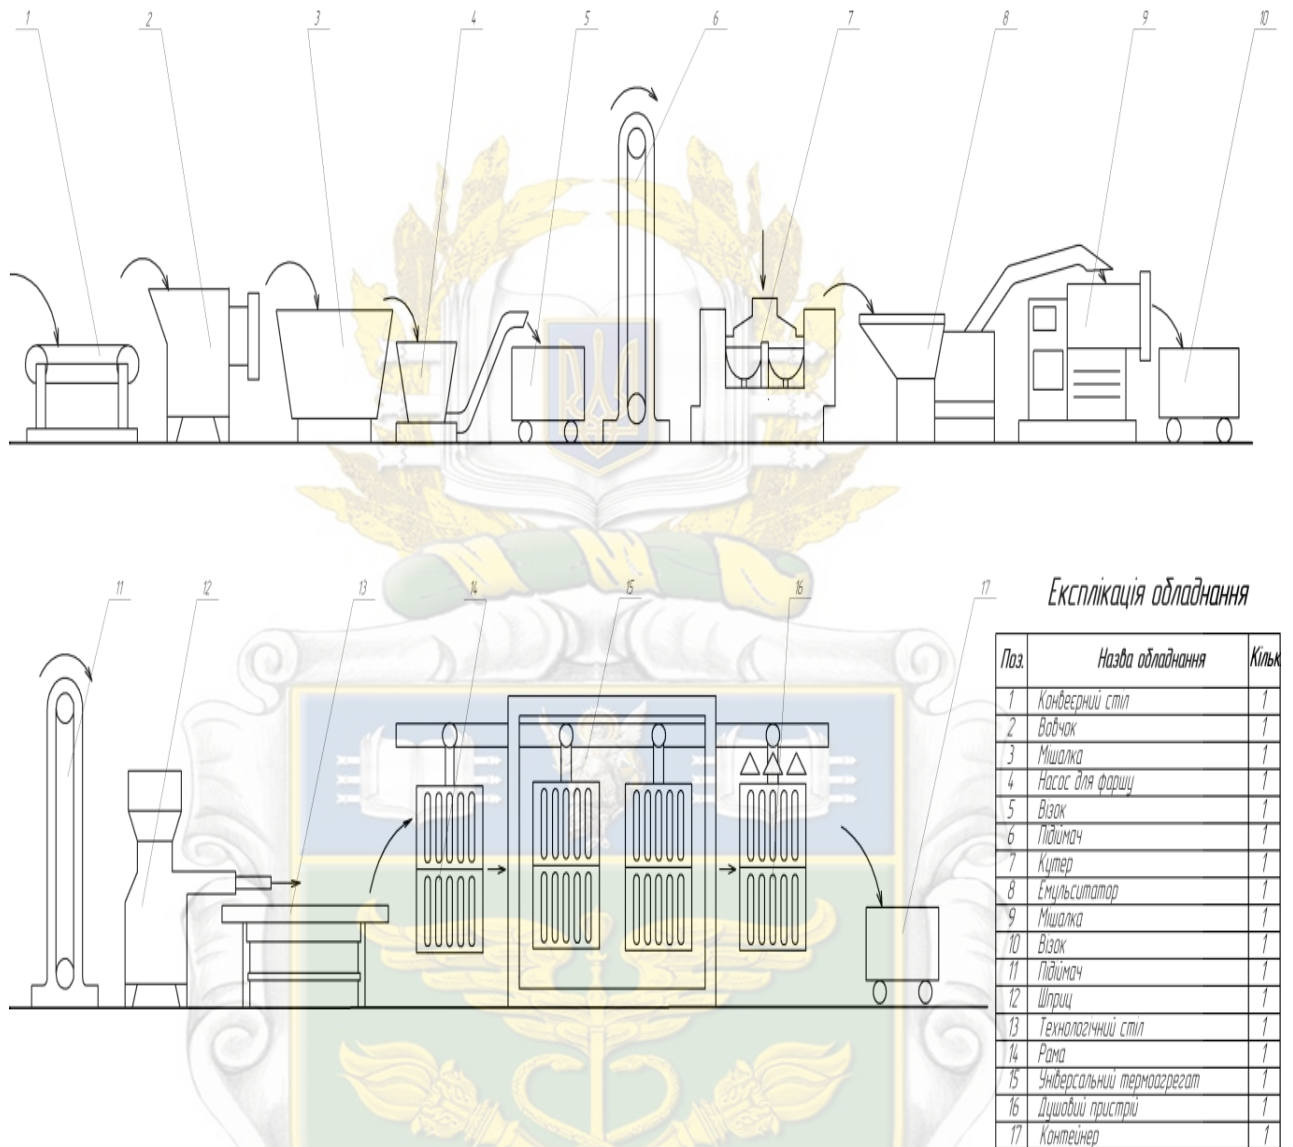 1 2 3 4 5 6 7 8 9 10
11 12 13 14 15 16 17
Експлікація обладнання
Поз. Назва обладнання Кільк
1 Конвеєрний стіл 1
2 Вовчок 1
3 Мішалка 1
4 Насос для фаршу 1
5 Візок 1
6 Підіймач 1
7 Кутер 1
8 Емульситатор 1
9 Мішалка 1
10 Візок 1
11 Підіймач 1
12 Шприц 1
13 Технологічний стіл 1
14 Рама 1
15 Універсальний термоагрегат 1
16 Душовий пристрій 1
17 Контейнер 1